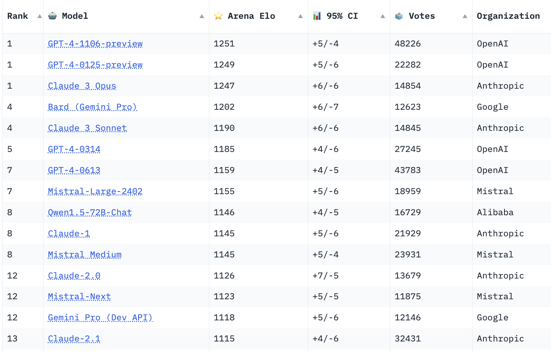 Rank 🤖 Model ⭐ Arena Elo 📊 95% CI 🗳️ Votes Organization
1 GPT-4-1106-preview 1251 +5/-4 48226 OpenAI
1 GPT-4-0125-preview 1249 +5/-6 22282 OpenAI
1 Claude 3 Opus 1247 +6/-6 14854 Anthropic
4 Bard (Gemini Pro) 1202 +6/-7 12623 Google
4 Claude 3 Sonnet 1190 +6/-6 14845 Anthropic
5 GPT-4-0314 1185 +4/-6 27245 OpenAI
7 GPT-4-0613 1159 +4/-5 43783 OpenAI
7 Mistral-Large-2402 1155 +5/-6 18959 Mistral
8 Qwen1.5-72B-Chat 1146 +4/-5 16729 Alibaba
8 Claude-1 1145 +5/-6 21929 Anthropic
8 Mistral Medium 1145 +5/-4 23931 Mistral
12 Claude-2.0 1126 +7/-5 13679 Anthropic
12 Mistral-Next 1123 +5/-5 11875 Mistral
12 Gemini Pro (Dev API) 1118 +5/-6 12146 Google
13 Claude-2.1 1115 +4/-6 32431 Anthropic